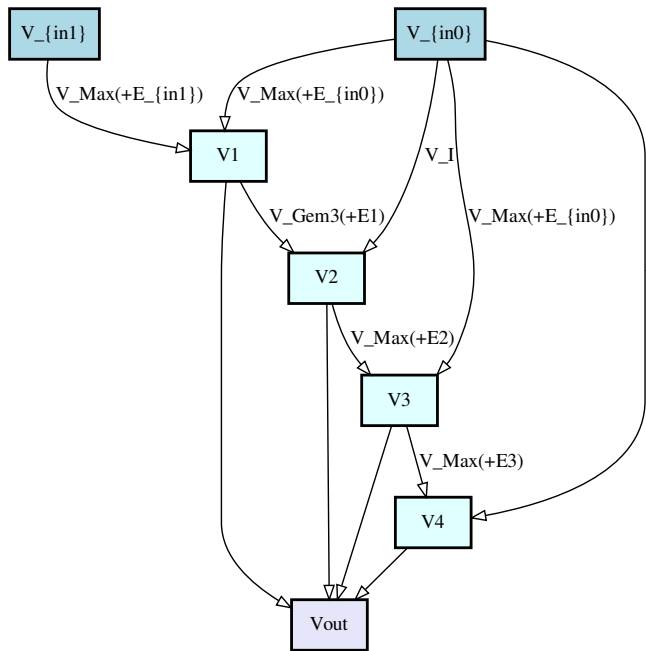 V_{in1}
V_{in0}
V_Max(+E_{in1})
V_Max(+E_{in0})
V1
V_I
V_Gem3(+E1)
V_Max(+E_{in0})
V2
V_Max(+E2)
V3
V_Max(+E3)
V4
Vout